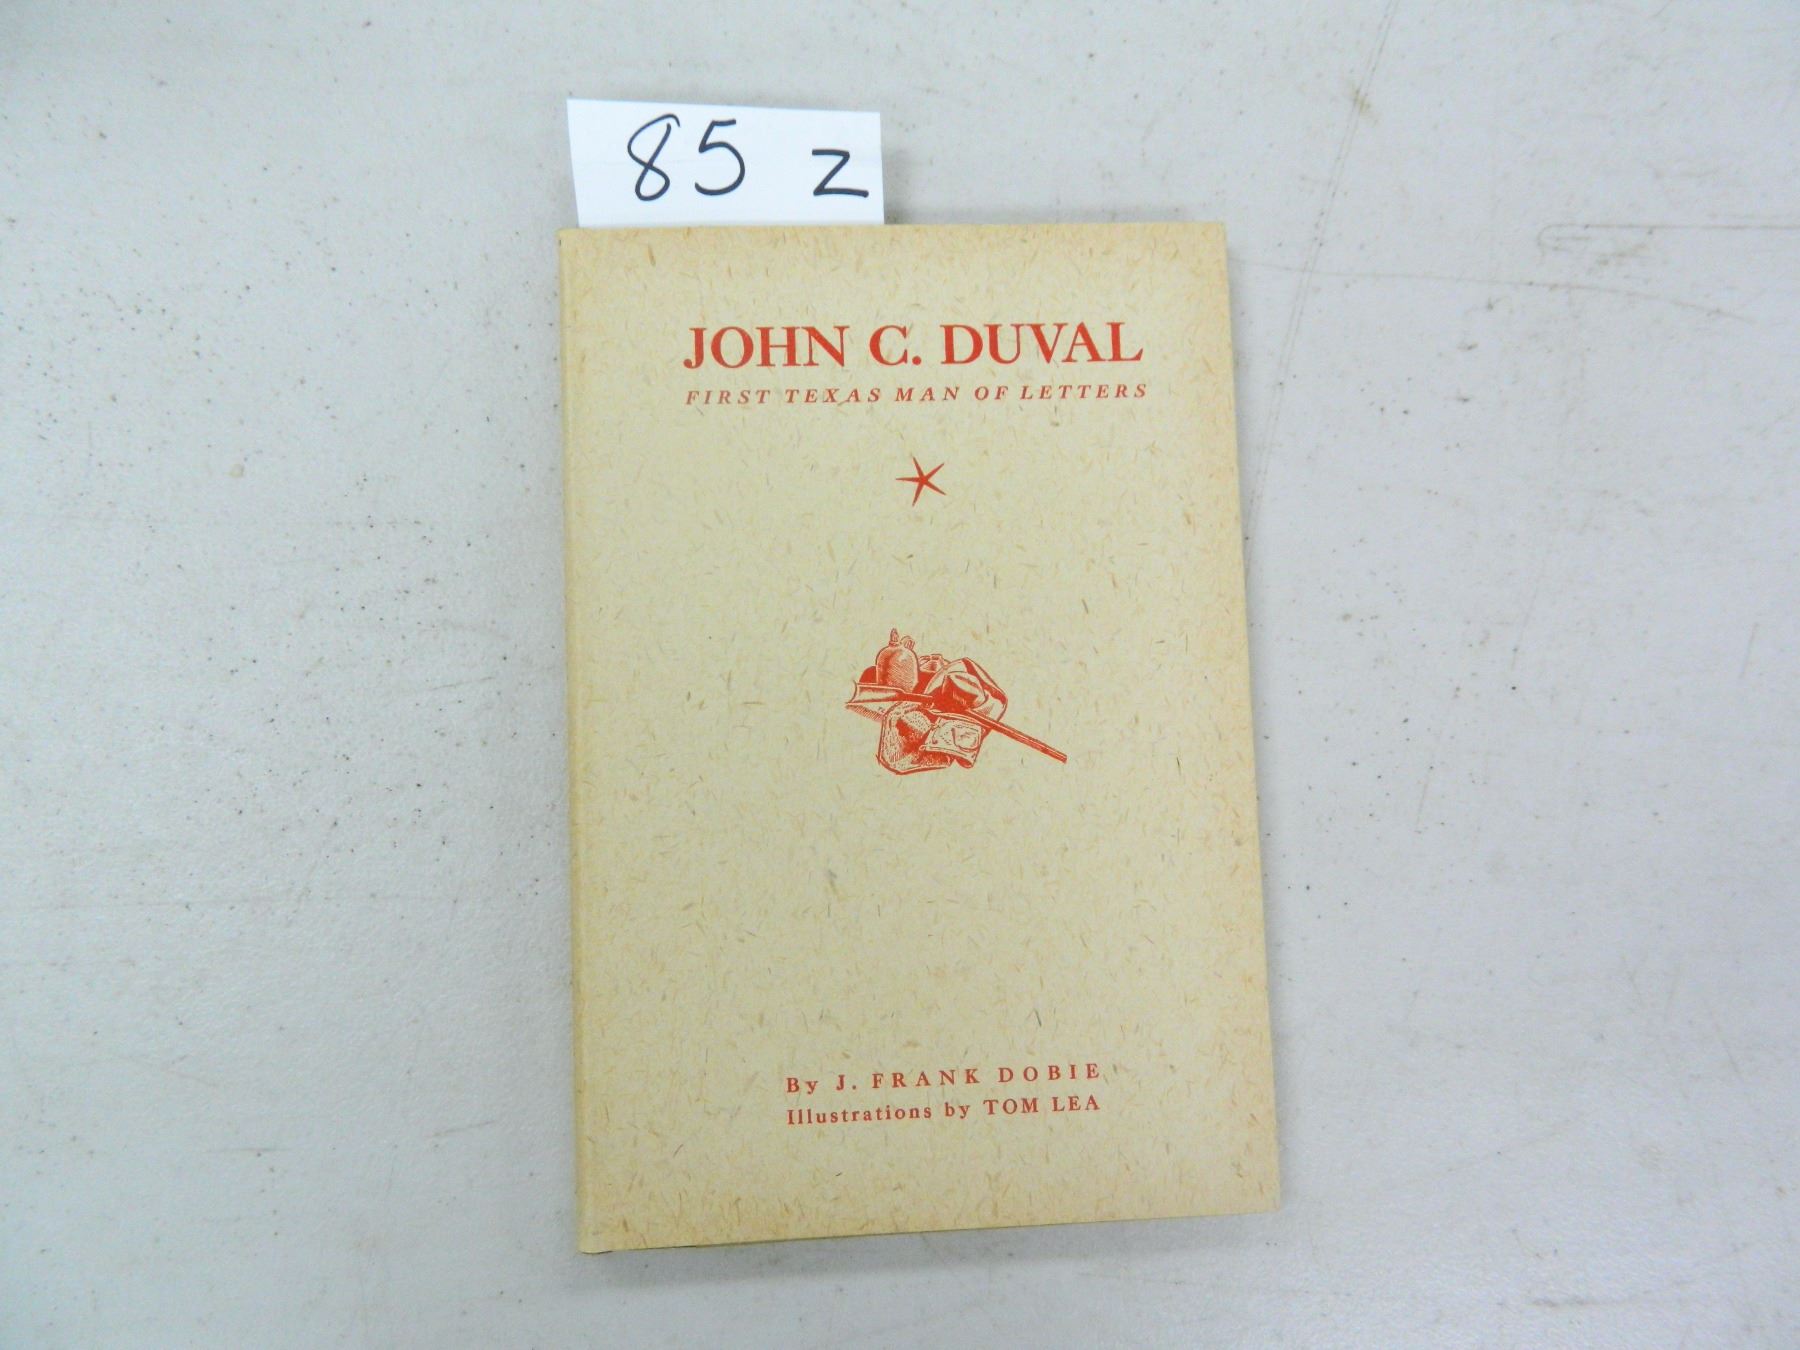 85 z
JOHN C. DUVAL
FIRST TEXAS MAN OF LETTERS
By J. FRANK DOBIE
Illustrations by TOM LEA